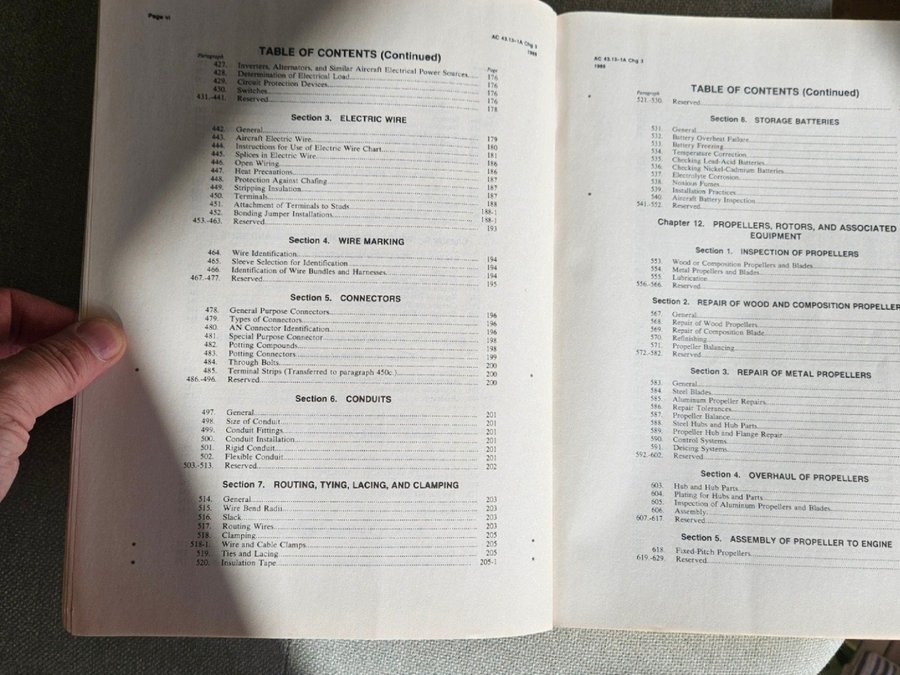 Page vi
AC 43.13-1A Chg 3
1988
TABLE OF CONTENTS (Continued)
Paragraph Page
427. Inverters, Alternators, and Similar Aircraft Electrical Power Sources 176
428. Determination of Electrical Load 176
429. Circuit Protection Devices 176
430. Switches 176
431.-441. Reserved 178
Section 3. ELECTRIC WIRE
442. General 179
443. Aircraft Electric Wire 180
444. Instructions for Use of Electric Wire Chart 181
445. Splices in Electric Wire 186
446. Open Wiring 186
447. Heat Precautions 187
448. Protection Against Chafing 187
449. Stripping Insulation 187
450. Terminals 188
451. Attachment of Terminals to Studs 188-1
452. Bonding Jumper Installations 188-1
453.-463. Reserved 193
Section 4. WIRE MARKING
464. Wire Identification 194
465. Sleeve Selection for Identification 194
466. Identification of Wire Bundles and Harnesses 194
467.-477. Reserved 195
Section 5. CONNECTORS
478. General Purpose Connectors 196
479. Types of Connectors 196
480. AN Connector Identification 196
481. Special Purpose Connector 198
482. Potting Compounds 198
483. Potting Connectors 199
484. Through Bolts 200
485. Terminal Strips (Transferred to paragraph 450c.) 200
486.-496. Reserved 200
Section 6. CONDUITS
497. General 201
498. Size of Conduit 201
499. Conduit Fittings 201
500. Conduit Installation 201
501. Rigid Conduit 201
502. Flexible Conduit 201
503.-513. Reserved 202
Section 7. ROUTING, TYING, LACING, AND CLAMPING
514. General 203
515. Wire Bend Radii 203
516. Slack 203
517. Routing Wires 203
518. Clamping 205
518-1. Wire and Cable Clamps 205
519. Ties and Lacing 205
520. Insulation Tape 205-1
AC 43.13-1A Chg 3
1988
TABLE OF CONTENTS (Continued)
Paragraph
521.-530. Reserved
Section 8. STORAGE BATTERIES
531. General
532. Battery Overheat Failure
533. Battery Freezing
534. Temperature Correction
535. Checking Lead-Acid Batteries
536. Checking Nickel-Cadmium Batteries
537. Electrolyte Corrosion
538. Noxious Fumes
539. Installation Practices
540. Aircraft Battery Inspection
541.-552. Reserved
Chapter 12. PROPELLERS, ROTORS, AND ASSOCIATED
EQUIPMENT
Section 1. INSPECTION OF PROPELLERS
553. Wood or Composition Propellers and Blades
554. Metal Propellers and Blades
555. Lubrication
556.-566. Reserved
Section 2. REPAIR OF WOOD AND COMPOSITION PROPELLER
567. General
568. Repair of Wood Propellers
569. Repair of Composition Blade
570. Refinishing
571. Propeller Balancing
572.-582. Reserved
Section 3. REPAIR OF METAL PROPELLERS
583. General
584. Steel Blades
585. Aluminum Propeller Repairs
586. Repair Tolerances
587. Propeller Balance
588. Steel Hubs and Hub Parts
589. Propeller Hub and Flange Repair
590. Control Systems
591. Deicing Systems
592.-602. Reserved
Section 4. OVERHAUL OF PROPELLERS
603. Hub and Hub Parts
604. Plating for Hubs and Parts
605. Inspection of Aluminum Propellers and Blades
606. Assembly
607.-617. Reserved
Section 5. ASSEMBLY OF PROPELLER TO ENGINE
618. Fixed-Pitch Propellers
619.-629. Reserved